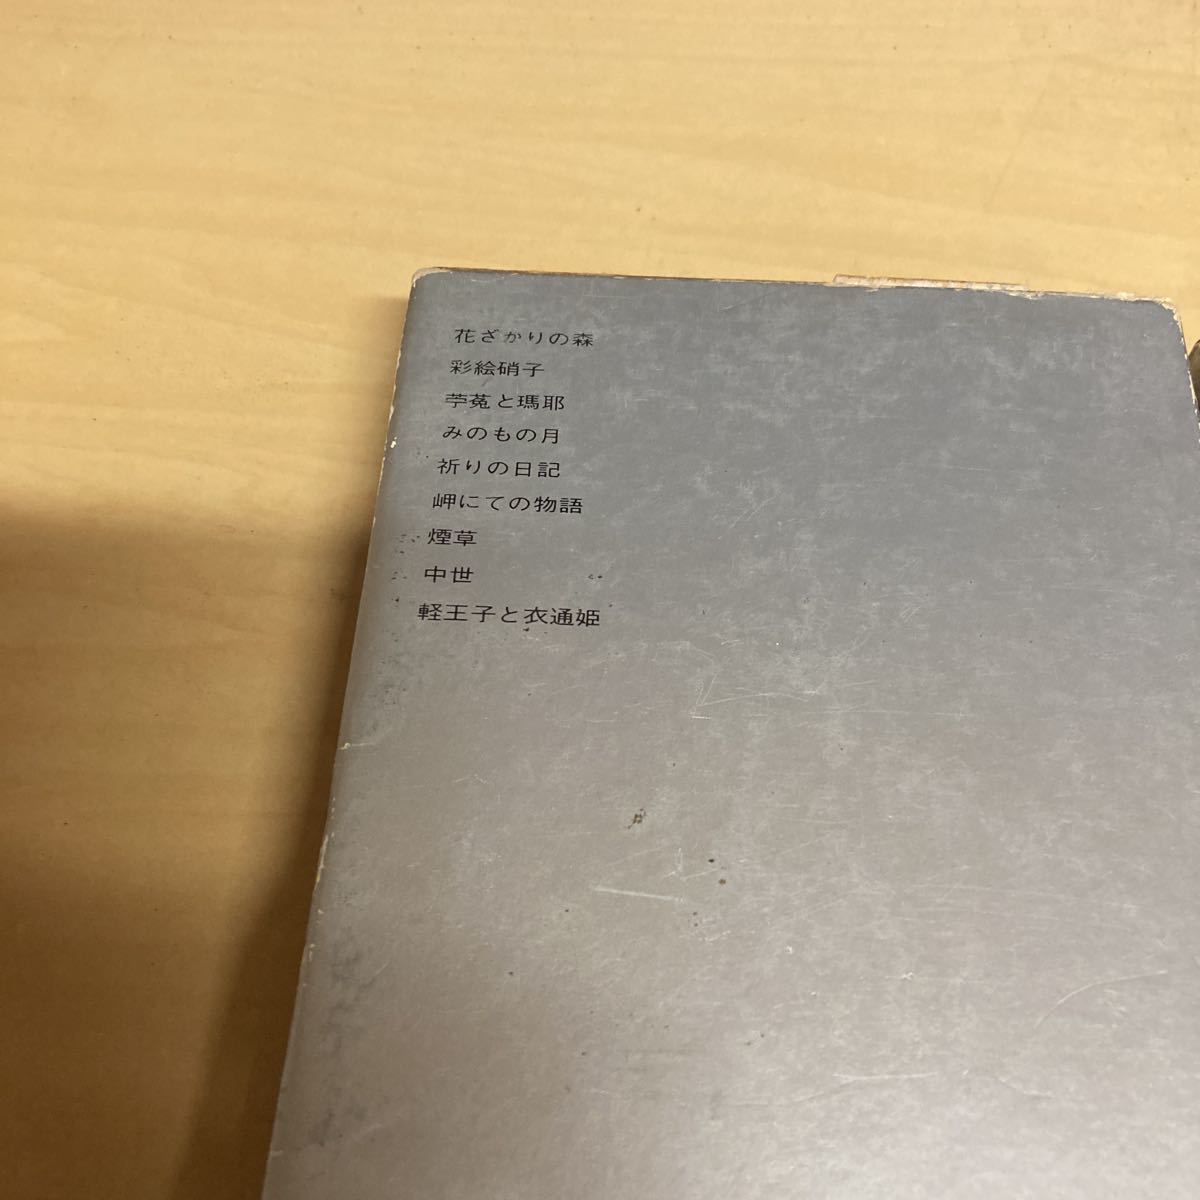 花ざかりの森
彩絵硝子
苧菟と瑪耶
みのもの月
祈りの日記
岬にての物語
煙草
中世
軽王子と衣通姫